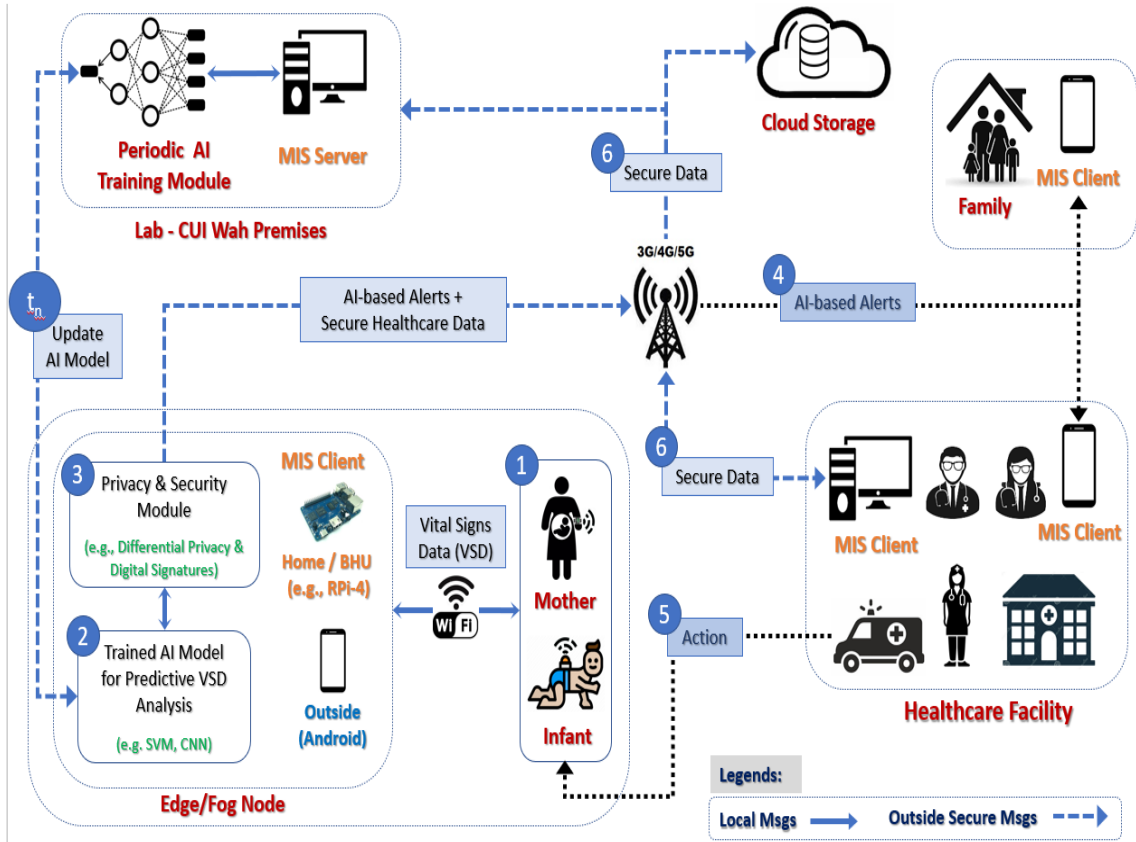 Periodic AI
Training Module
MIS Server
Lab - CUI Wah Premises
Cloud Storage
6
Secure Data
Family
MIS Client
tn
Update
AI Model
AI-based Alerts +
Secure Healthcare Data
3G/4G/5G
4
AI-based Alerts
3
Privacy & Security
Module
(e.g., Differential Privacy &
Digital Signatures)
2
Trained AI Model
for Predictive VSD
Analysis
(e.g. SVM, CNN)
MIS Client
Home / BHU
(e.g., RPi-4)
Outside
(Android)
Edge/Fog Node
Vital Signs
Data (VSD)
Wi Fi
1
Mother
Infant
6
Secure Data
MIS Client
MIS Client
5
Action
Healthcare Facility
Legends:
Local Msgs
Outside Secure Msgs